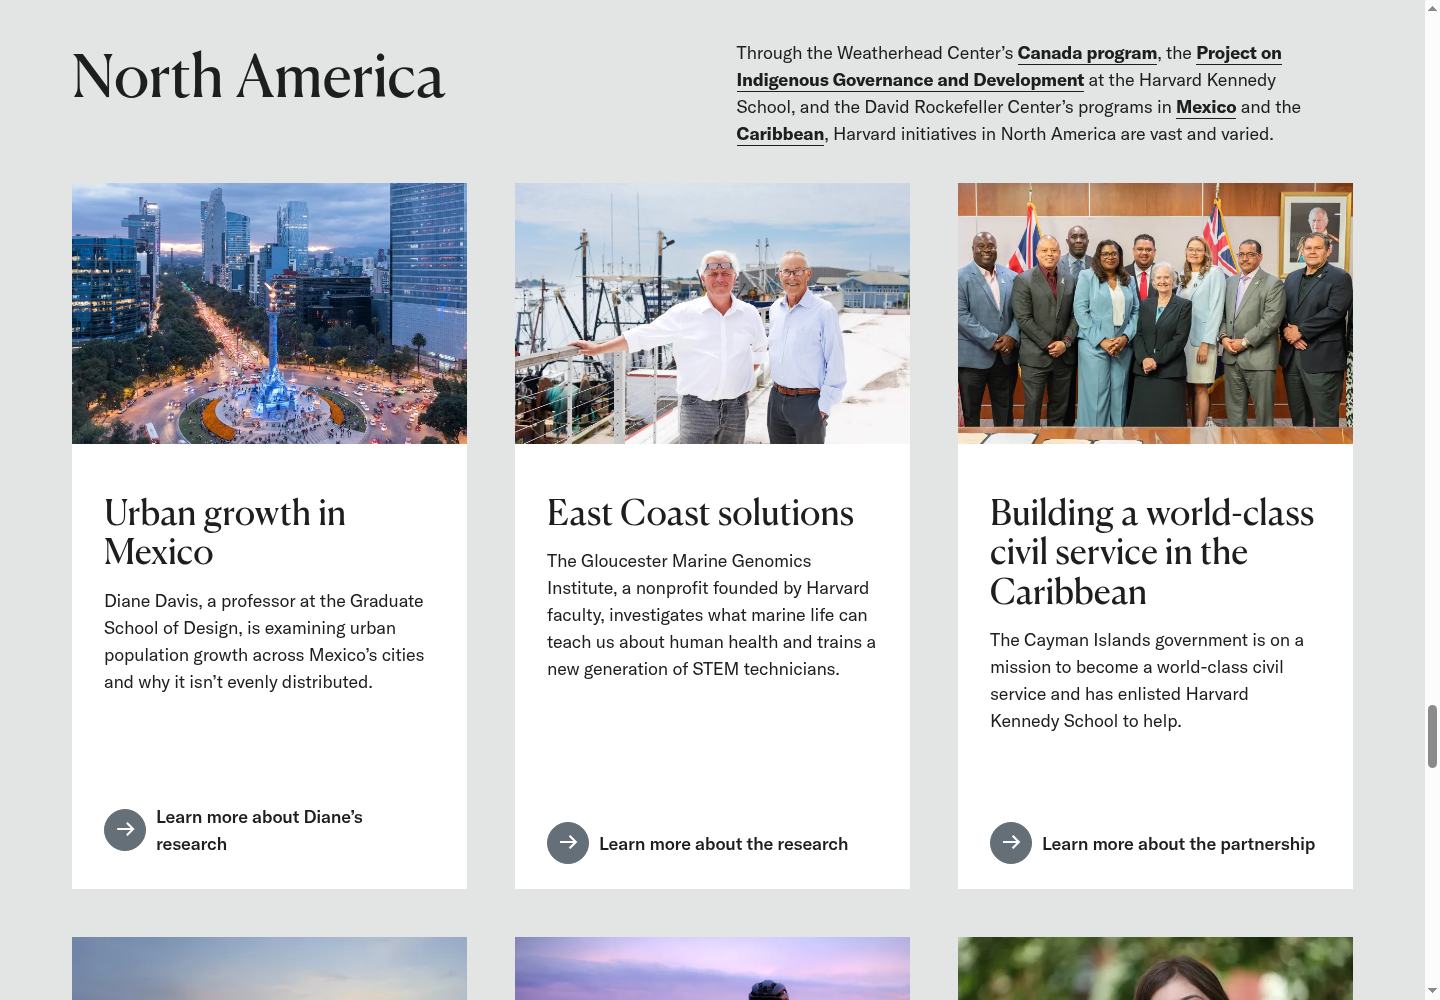 North America
Through the Weatherhead Center’s Canada program, the Project on
Indigenous Governance and Development at the Harvard Kennedy
School, and the David Rockefeller Center’s programs in Mexico and the
Caribbean, Harvard initiatives in North America are vast and varied.
Urban growth in
Mexico
Diane Davis, a professor at the Graduate
School of Design, is examining urban
population growth across Mexico’s cities
and why it isn’t evenly distributed.
Learn more about Diane’s
research
East Coast solutions
The Gloucester Marine Genomics
Institute, a nonprofit founded by Harvard
faculty, investigates what marine life can
teach us about human health and trains a
new generation of STEM technicians.
Learn more about the research
Building a world-class
civil service in the
Caribbean
The Cayman Islands government is on a
mission to become a world-class civil
service and has enlisted Harvard
Kennedy School to help.
Learn more about the partnership